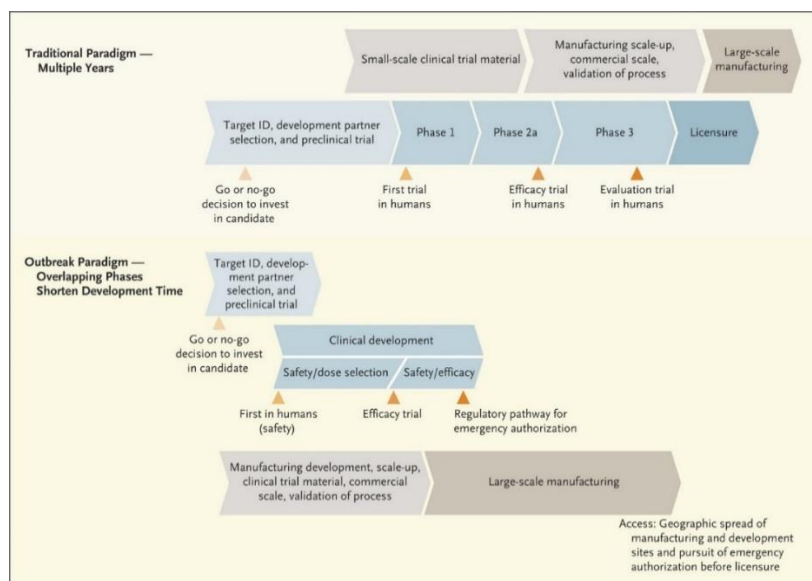 Traditional Paradigm —
Multiple Years
Small-scale clinical trial material
Manufacturing scale-up,
commercial scale,
validation of process
Large-scale
manufacturing
Target ID, development partner
selection, and preclinical trial
Phase 1
Phase 2a
Phase 3
Licensure
Go or no-go
decision to invest
in candidate
First trial
in humans
Efficacy trial
in humans
Evaluation trial
in humans
Outbreak Paradigm —
Overlapping Phases
Shorten Development Time
Target ID, develop-
ment partner
selection, and
preclinical trial
Go or no-go
decision to invest
in candidate
Clinical development
Safety/dose selection
Safety/efficacy
First in humans
(safety)
Efficacy trial
Regulatory pathway for
emergency authorization
Manufacturing development, scale-up,
clinical trial material, commercial
scale, validation of process
Large-scale manufacturing
Access: Geographic spread of
manufacturing and development
sites and pursuit of emergency
authorization before licensure